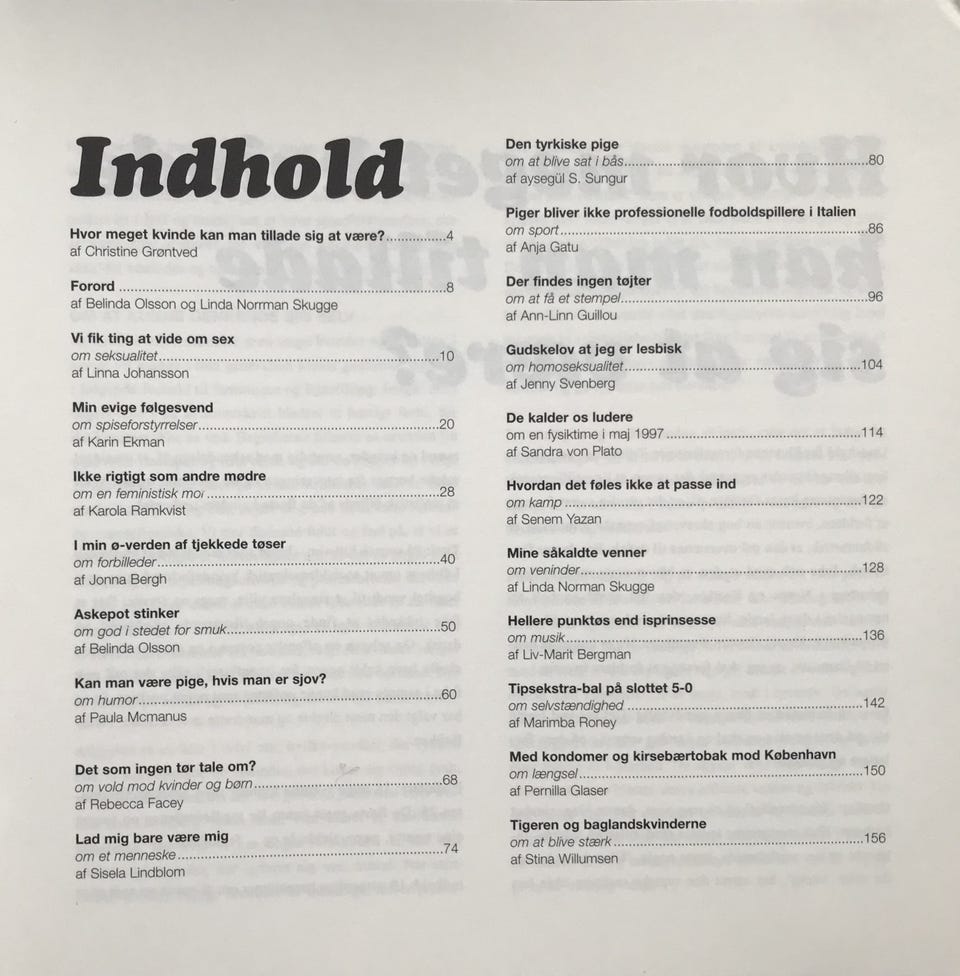 Indhold
Hvor meget kvinde kan man tillade sig at være?................4
af Christine Grøntved
Forord ........................................................................8
af Belinda Olsson og Linda Norrman Skugge
Vi fik ting at vide om sex
om seksualitet..............................................................10
af Linna Johansson
Min evige følgesvend
om spiseforstyrrelser.....................................................20
af Karin Ekman
Ikke rigtigt som andre mødre
om en feministisk mor ...................................................28
af Karola Ramkvist
I min ø-verden af tjekkede tøser
om forbilleder...............................................................40
af Jonna Bergh
Askepot stinker
om god i stedet for smuk................................................50
af Belinda Olsson
Kan man være pige, hvis man er sjov?
om humor....................................................................60
af Paula Mcmanus
Det som ingen tør tale om?
om vold mod kvinder og børn..........................................68
af Rebecca Facey
Lad mig bare være mig
om et menneske...........................................................74
af Sisela Lindblom
Den tyrkiske pige
om at blive sat i bås......................................................80
af aysegül S. Sungur
Piger bliver ikke professionelle fodboldspillere i Italien
om sport.....................................................................86
af Anja Gatu
Der findes ingen tøjter
om at få et stempel.......................................................96
af Ann-Linn Guillou
Gudskelov at jeg er lesbisk
om homoseksualitet.....................................................104
af Jenny Svenberg
De kalder os ludere
om en fysiktime i maj 1997 ...........................................114
af Sandra von Plato
Hvordan det føles ikke at passe ind
om kamp ...................................................................122
af Senem Yazan
Mine såkaldte venner
om veninder...............................................................128
af Linda Norman Skugge
Hellere punktøs end isprinsesse
om musik...................................................................136
af Liv-Marit Bergman
Tipsekstra-bal på slottet 5-0
om selvstændighed .....................................................142
af Marimba Roney
Med kondomer og kirsebærtobak mod København
om længsel................................................................150
af Pernilla Glaser
Tigeren og baglandskvinderne
om at blive stærk.........................................................156
af Stina Willumsen